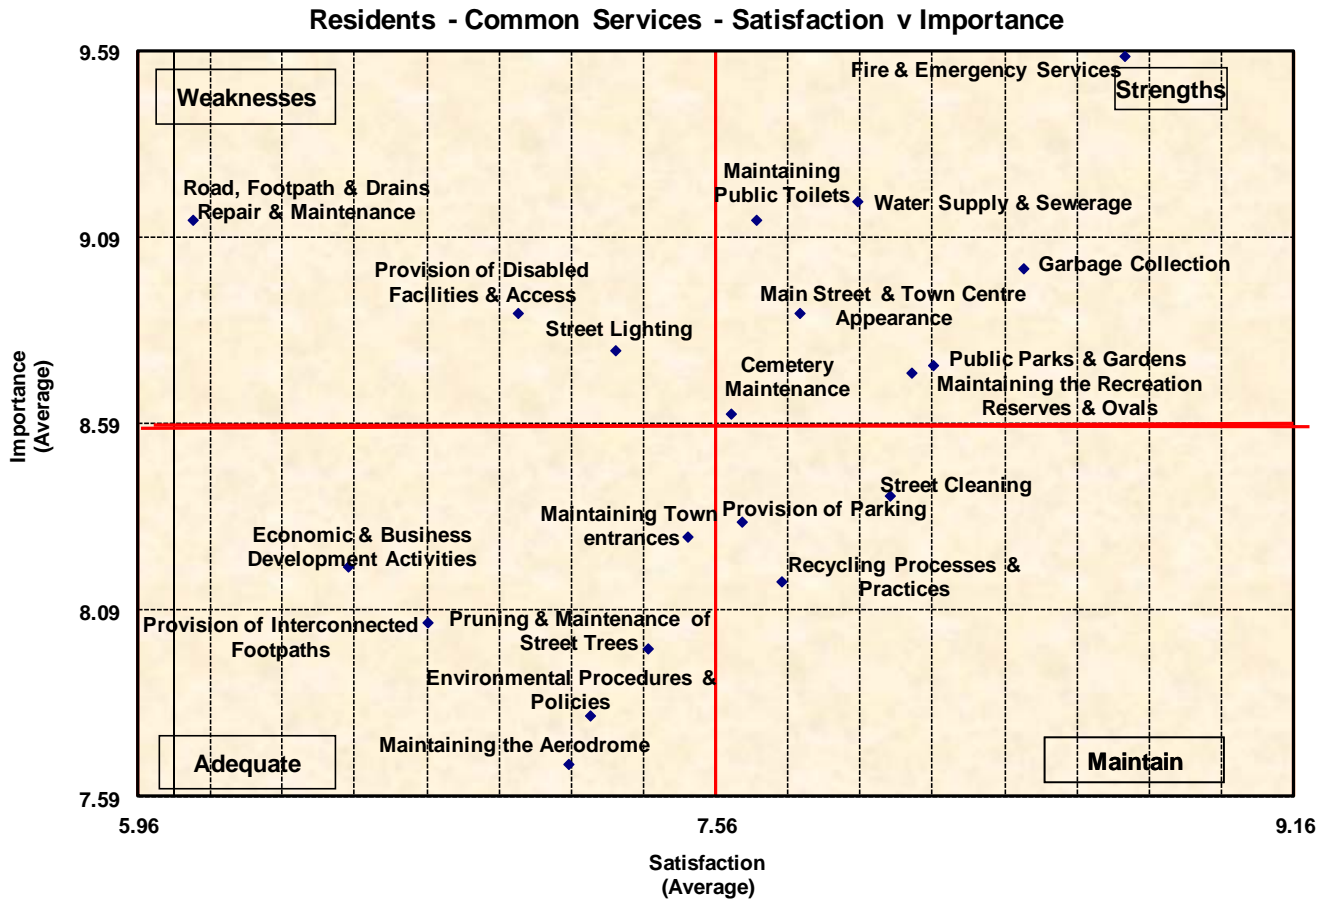 Residents - Common Services - Satisfaction v Importance
9.59
Fire & Emergency Services
Weaknesses
Strengths
Maintaining
Public Toilets
Road, Footpath & Drains
Repair & Maintenance
Water Supply & Sewerage
9.09
Provision of Disabled
Facilities & Access
Garbage Collection
Main Street & Town Centre
Appearance
Street Lighting
Cemetery
Maintenance
Public Parks & Gardens
Maintaining the Recreation
Reserves & Ovals
Importance
(Average)
8.59
Street Cleaning
Maintaining Town
entrances
Provision of Parking
Economic & Business
Development Activities
Recycling Processes &
Practices
8.09
Provision of Interconnected
Footpaths
Pruning & Maintenance of
Street Trees
Environmental Procedures &
Policies
Maintaining the Aerodrome
Adequate
Maintain
7.59
5.96
7.56
9.16
Satisfaction
(Average)